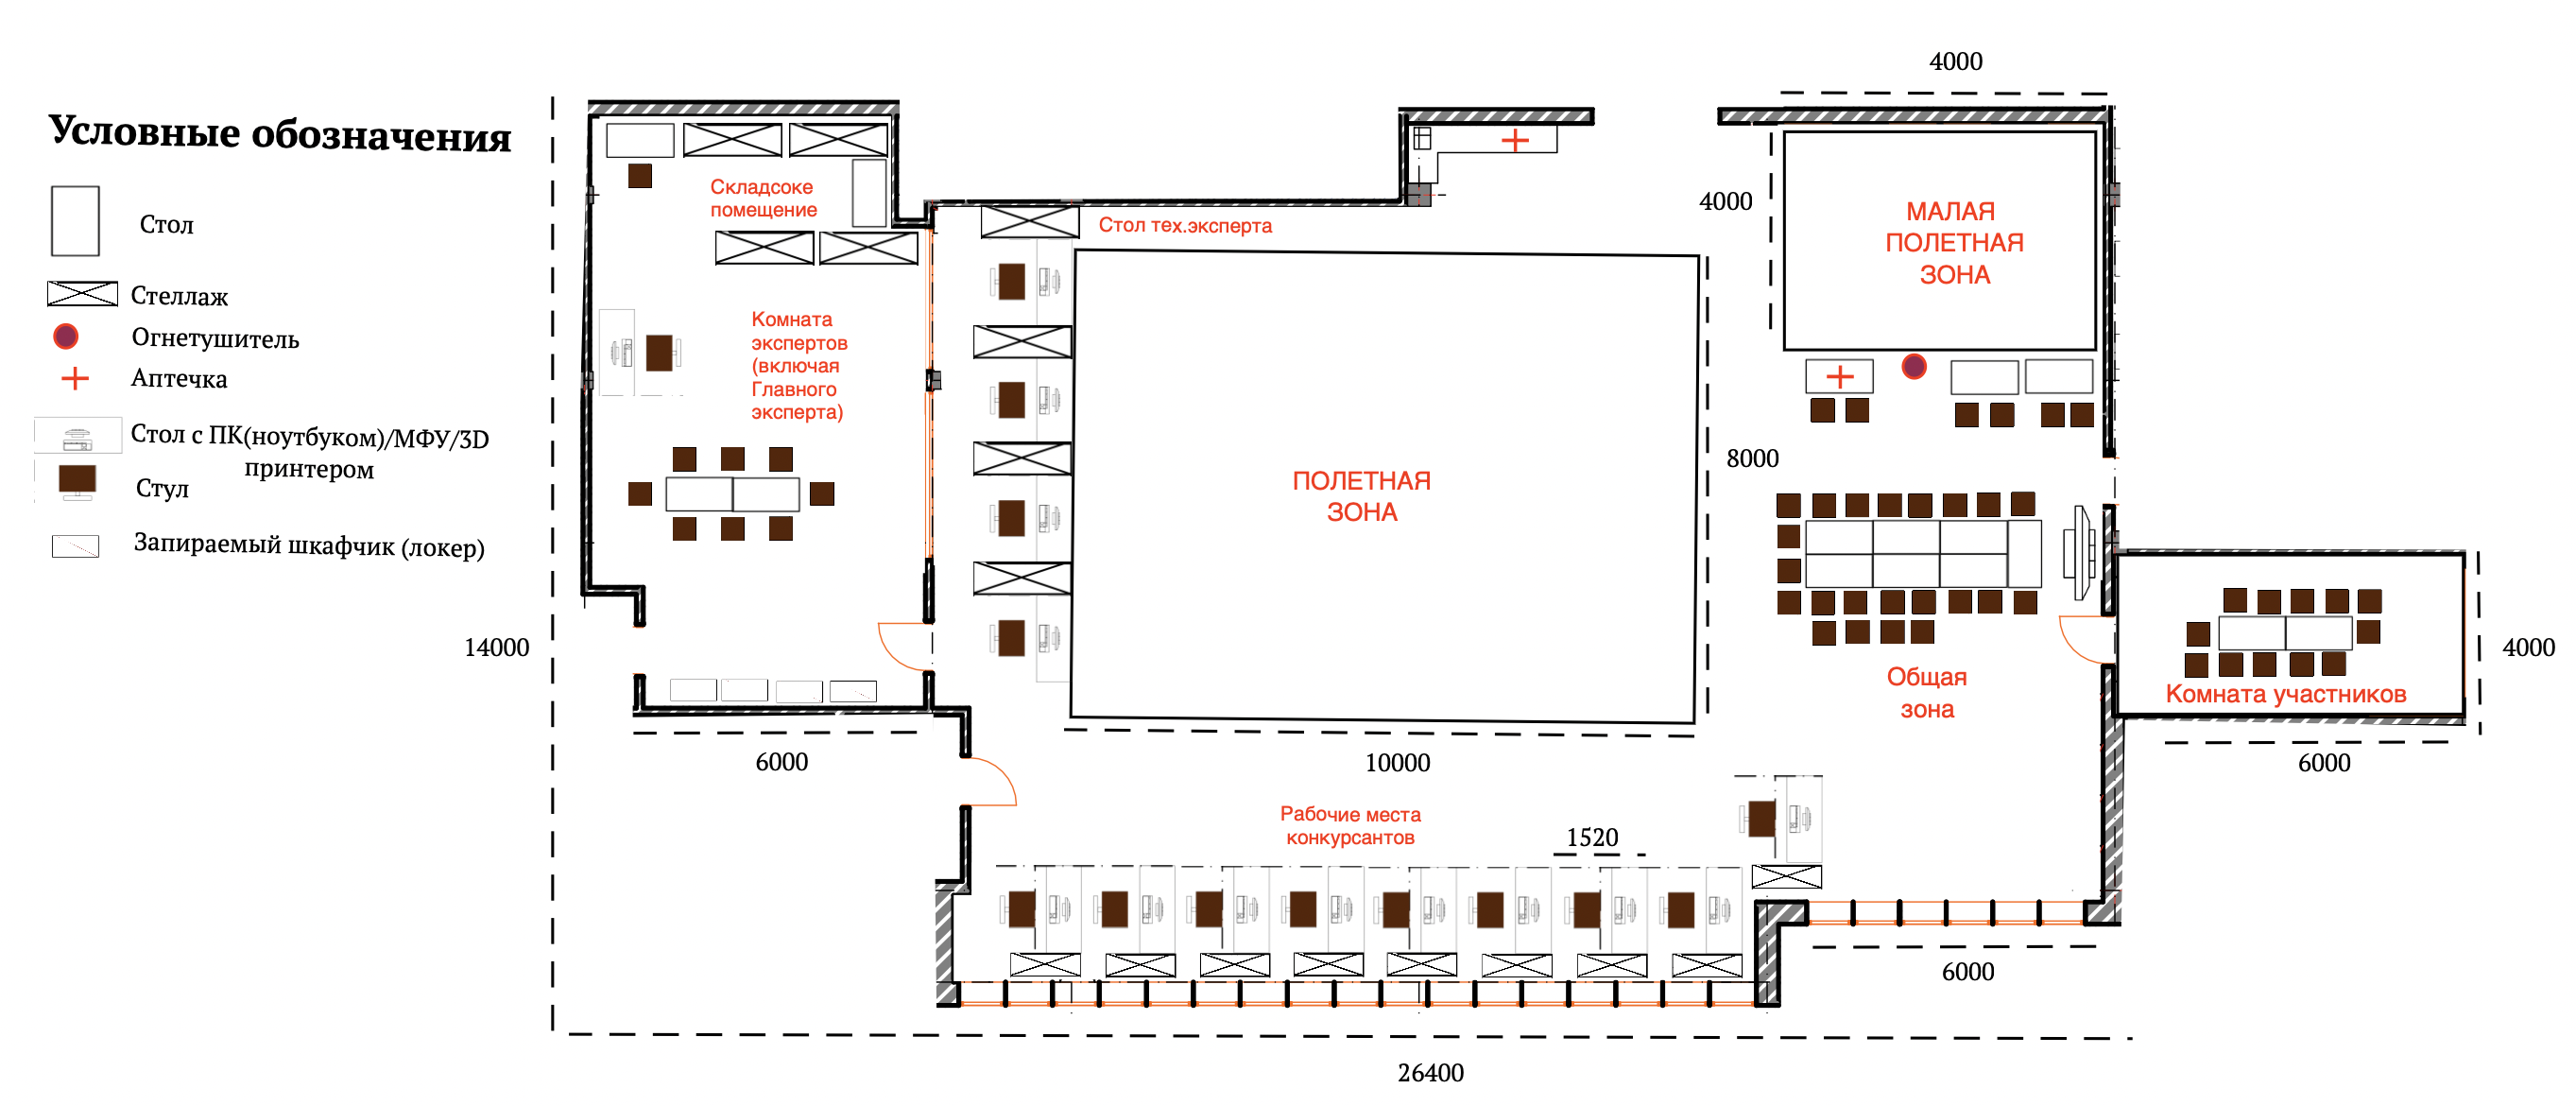 Условные обозначения
Стол
Стеллаж
Огнетушитель
Аптечка
Стол с ПК(ноутбуком)/МФУ/3D
принтером
Стул
Запираемый шкафчик (локер)
14000
Складсоке
помещение
Комната
экспертов
(включая
Главного
эксперта)
6000
Стол тех.эксперта
ПОЛЕТНАЯ
ЗОНА
8000
10000
4000
4000
МАЛАЯ
ПОЛЕТНАЯ
ЗОНА
Общая
зона
Комната участников
4000
6000
Рабочие места
конкурсантов
1520
6000
26400